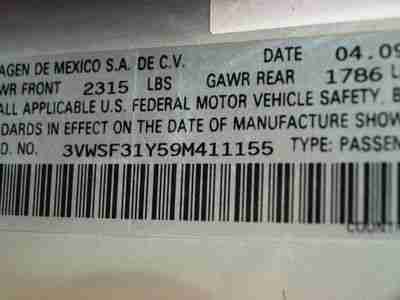 AGEN DE MEXICO S.A. DE C.V. DATE 04.09
WR FRONT 2315 LBS GAWR REAR 1786 L
ALL APPLICABLE U.S. FEDERAL MOTOR VEHICLE SAFETY, B
DARDS IN EFFECT ON THE DATE OF MANUFACTURE SHOW
D. NO. 3VWSF31Y59M411155 TYPE: PASSEN
COUNT